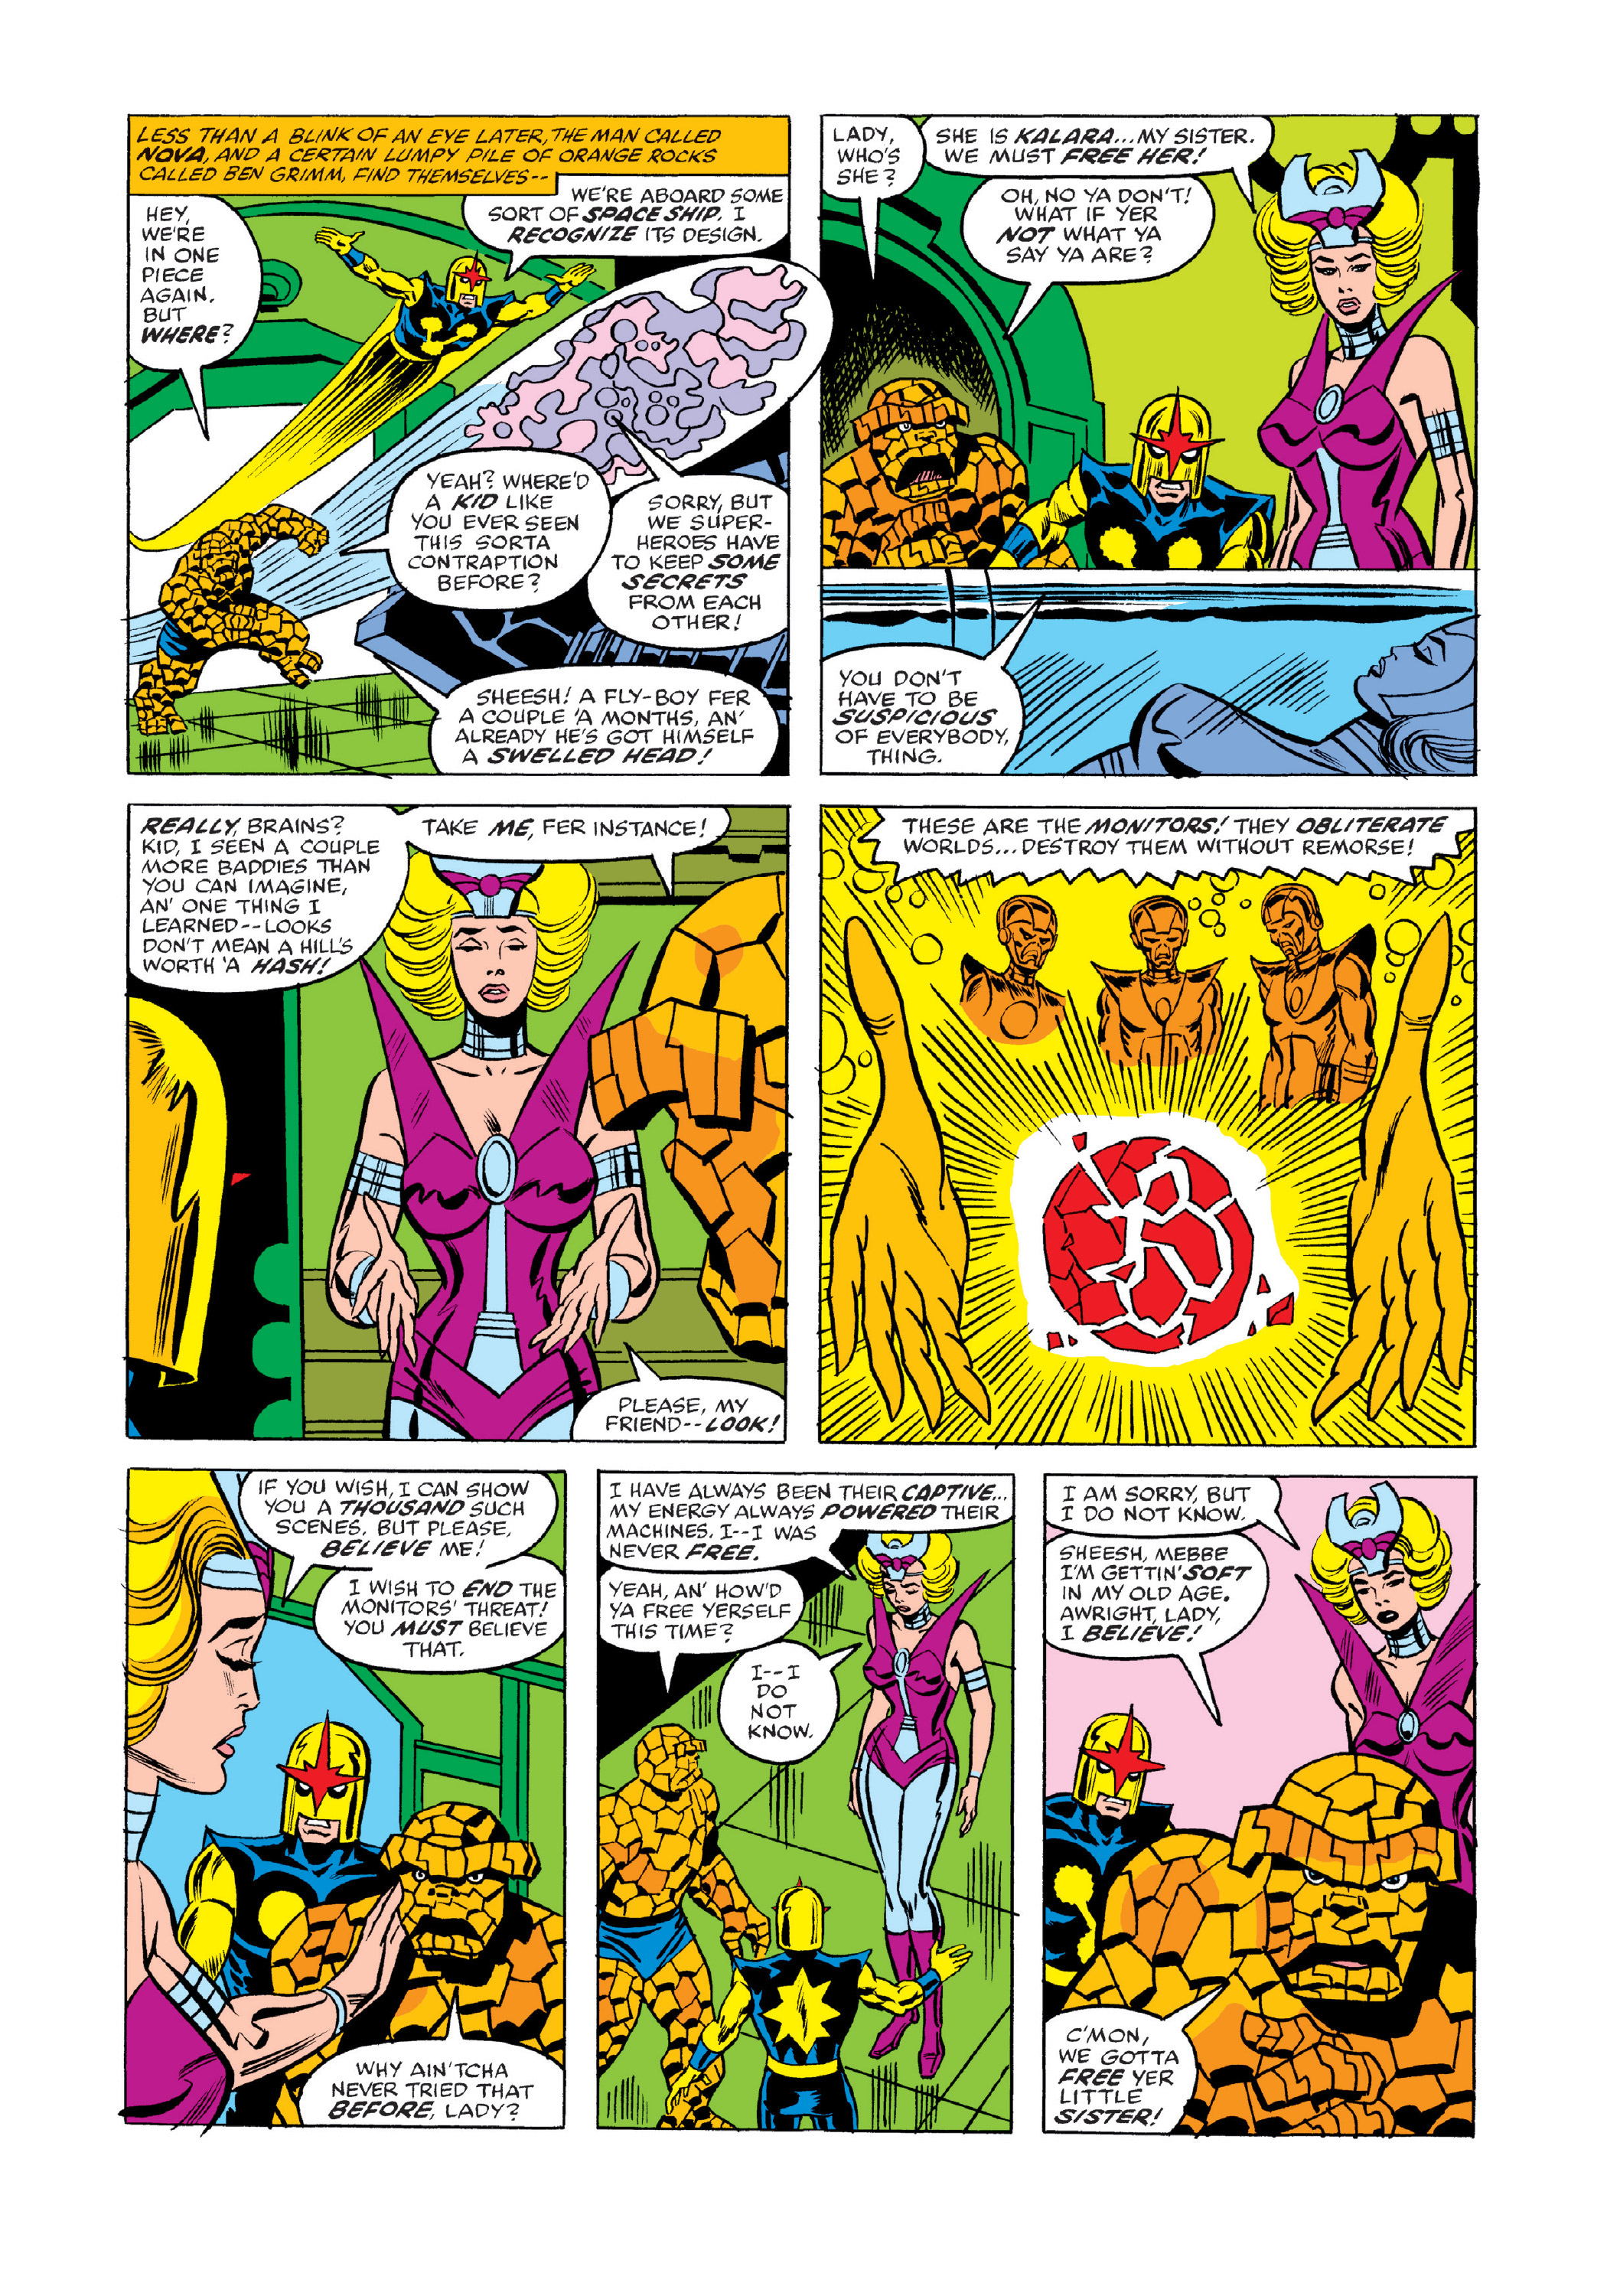 LESS THAN A BLINK OF AN EYE LATER, THE MAN CALLED
NOVA, AND A CERTAIN LUMPY PILE OF ORANGE ROCKS
CALLED BEN GRIMM, FIND THEMSELVES--
HEY,
WE'RE
IN ONE
PIECE
AGAIN.
BUT
WHERE?
WE'RE ABOARD SOME
SORT OF SPACE SHIP. I
RECOGNIZE ITS DESIGN.
YEAH? WHERE'D
A KID LIKE
YOU EVER SEEN
THIS SORTA
CONTRAPTION
BEFORE?
SORRY, BUT
WE SUPER-
HEROES HAVE
TO KEEP SOME
SECRETS
FROM EACH
OTHER!
SHEESH! A FLY-BOY FER
A COUPLE 'A MONTHS, AN'
ALREADY HE'S GOT HIMSELF
A SWELLED HEAD!
LADY,
WHO'S
SHE?
SHE IS KALARA...MY SISTER.
WE MUST FREE HER!
OH, NO YA DON'T!
WHAT IF YER
NOT WHAT YA
SAY YA ARE?
YOU DON'T
HAVE TO BE
SUSPICIOUS
OF EVERYBODY,
THING.
REALLY, BRAINS?
KID, I SEEN A COUPLE
MORE BADDIES THAN
YOU CAN IMAGINE,
AN' ONE THING I
LEARNED--LOOKS
DON'T MEAN A HILL'S
WORTH 'A HASH!
TAKE ME, FER INSTANCE!
PLEASE, MY
FRIEND--LOOK!
THESE ARE THE MONITORS! THEY OBLITERATE
WORLDS...DESTROY THEM WITHOUT REMORSE!
IF YOU WISH, I CAN SHOW
YOU A THOUSAND SUCH
SCENES. BUT PLEASE,
BELIEVE ME!
I WISH TO END THE
MONITORS' THREAT!
YOU MUST BELIEVE
THAT.
WHY AIN'TCHA
NEVER TRIED THAT
BEFORE, LADY?
I HAVE ALWAYS BEEN THEIR CAPTIVE...
MY ENERGY ALWAYS POWERED THEIR
MACHINES. I--I WAS
NEVER FREE.
YEAH, AN' HOW'D
YA FREE YERSELF
THIS TIME?
I--I
DO
NOT
KNOW.
I AM SORRY, BUT
I DO NOT KNOW.
SHEESH, MEBBE
I'M GETTIN' SOFT
IN MY OLD AGE.
AWRIGHT, LADY,
I BELIEVE!
C'MON,
WE GOTTA
FREE YER
LITTLE
SISTER!